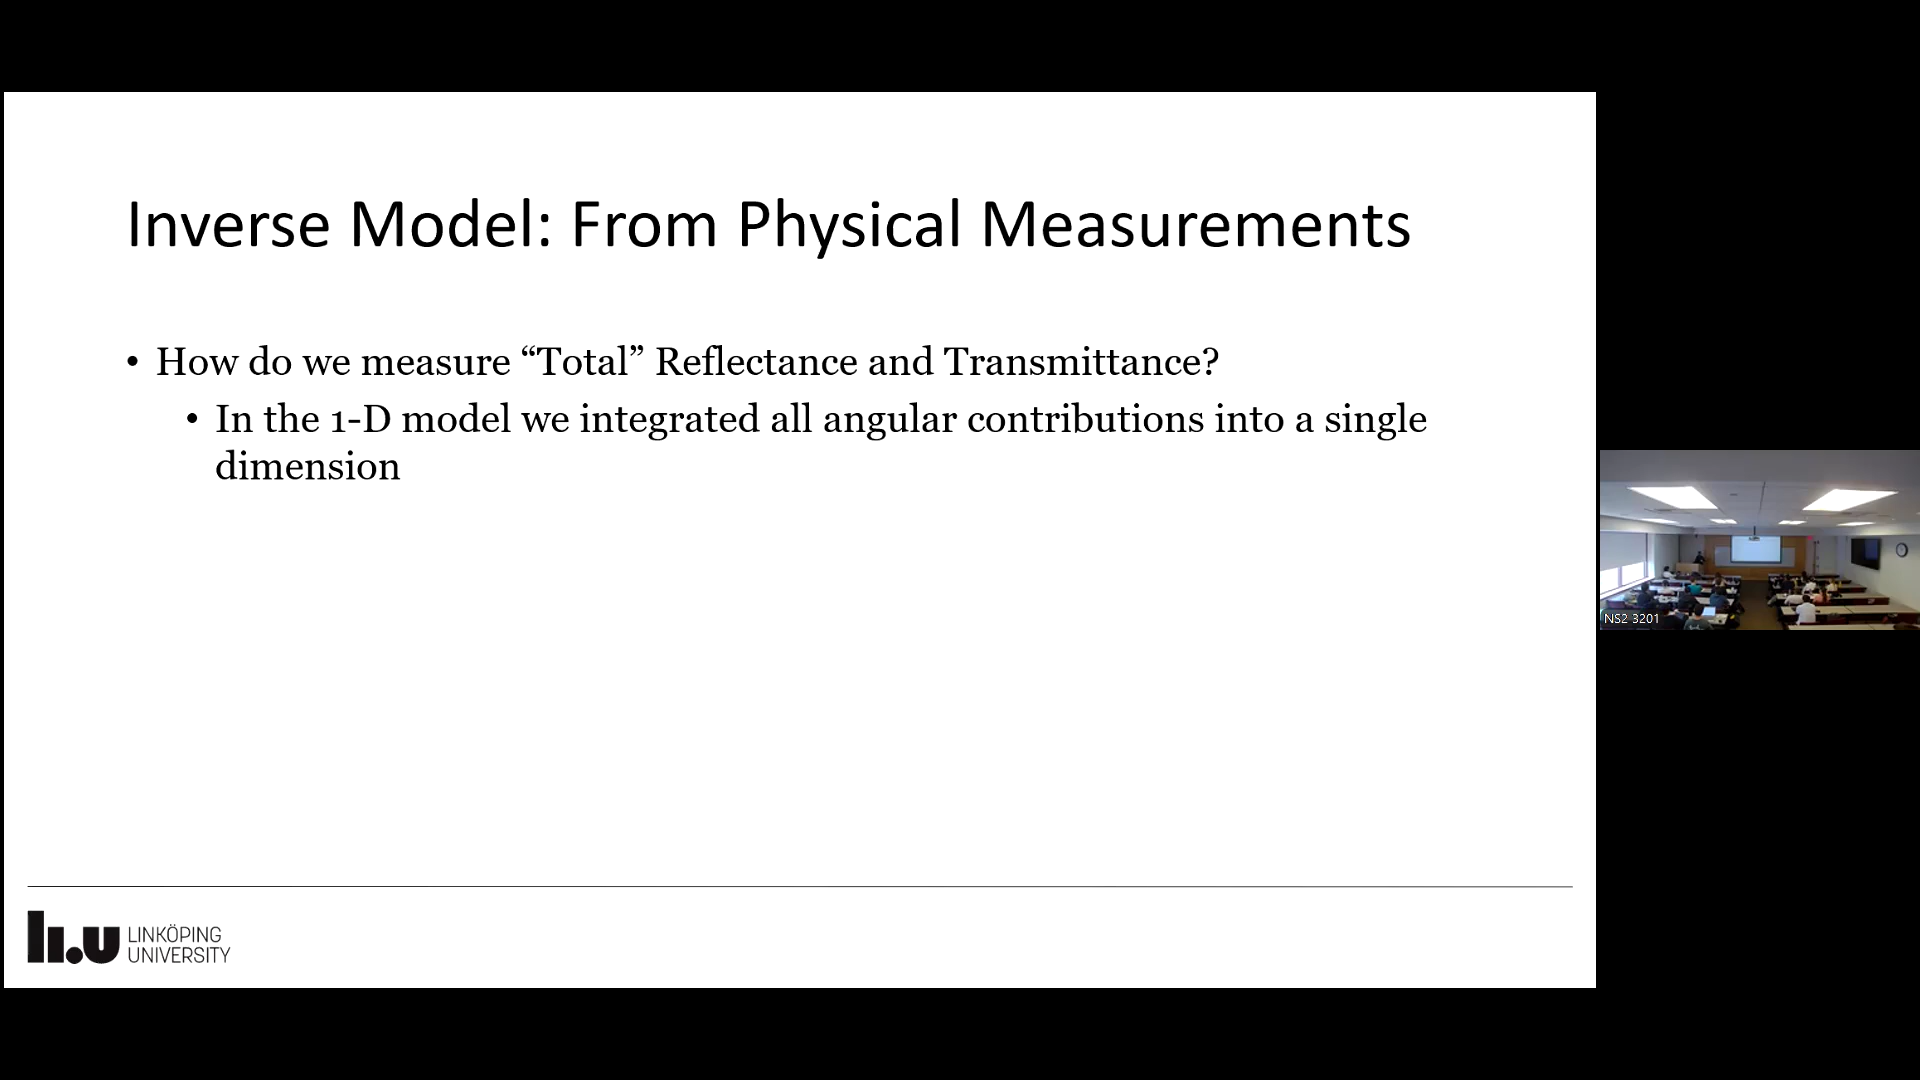 Inverse Model: From Physical Measurements
• How do we measure “Total” Reflectance and Transmittance?
• In the 1-D model we integrated all angular contributions into a single
dimension
NS2 3201
li.u LINKÖPING
UNIVERSITY